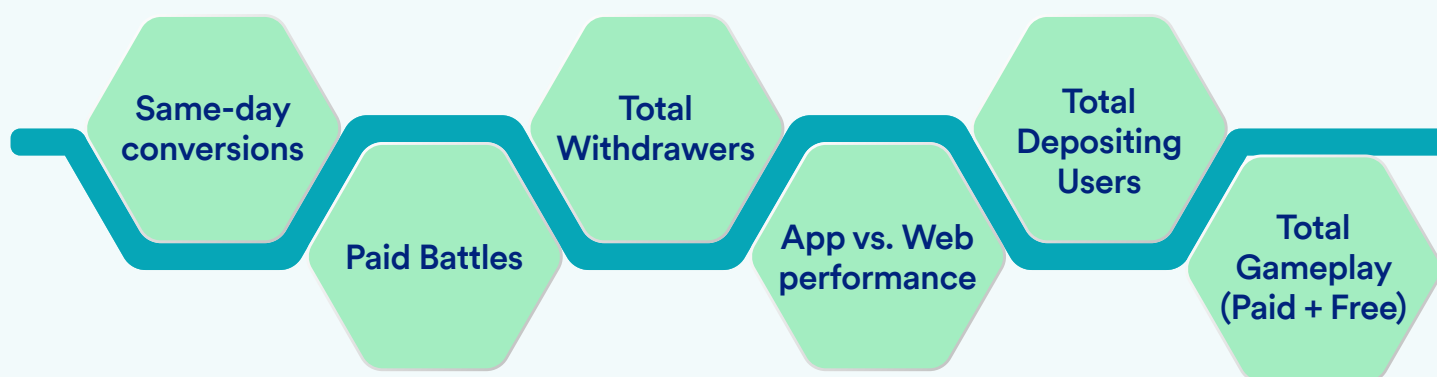 Same-day
conversions
Paid Battles
Total
Withdrawers
App vs. Web
performance
Total
Depositing
Users
Total
Gameplay
(Paid + Free)